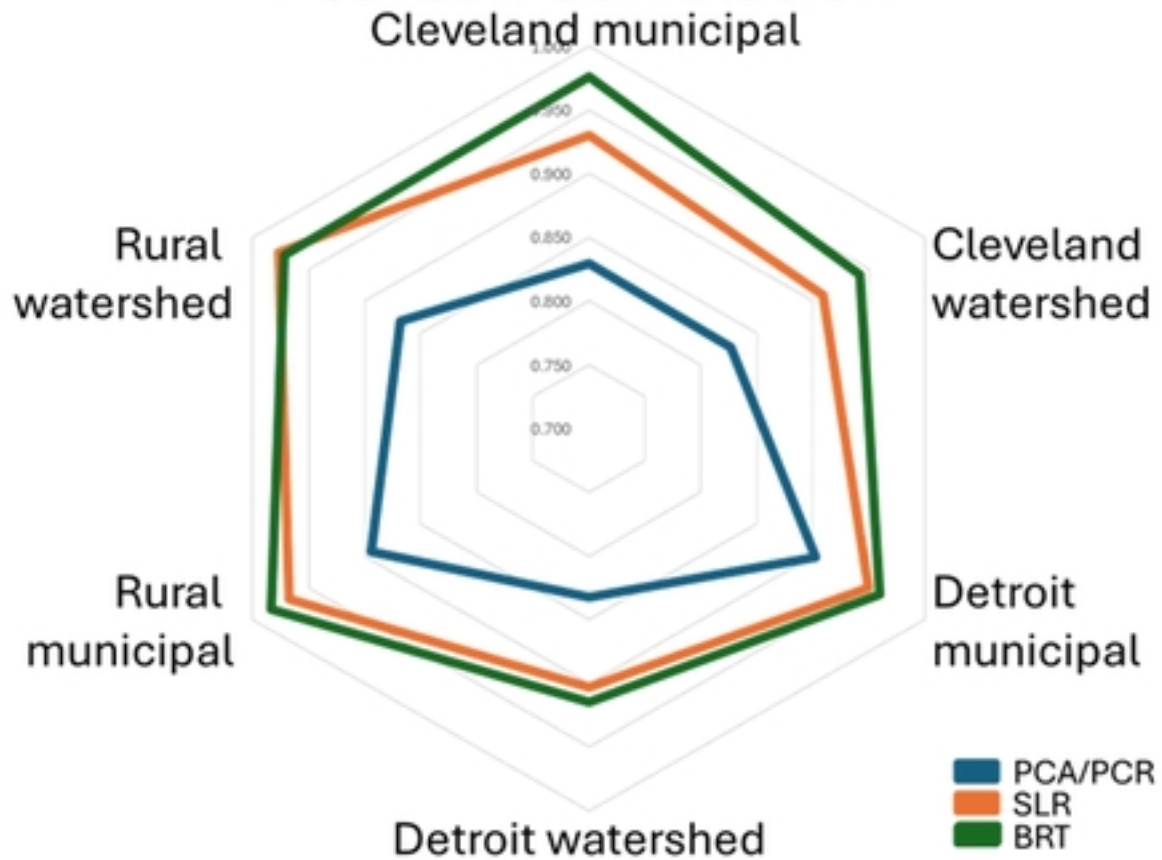 Cleveland municipal
1.000
0.950
0.900
0.850
0.800
0.750
0.700
Rural
watershed
Cleveland
watershed
Rural
municipal
Detroit
municipal
Detroit watershed
PCA/PCR
SLR
BRT